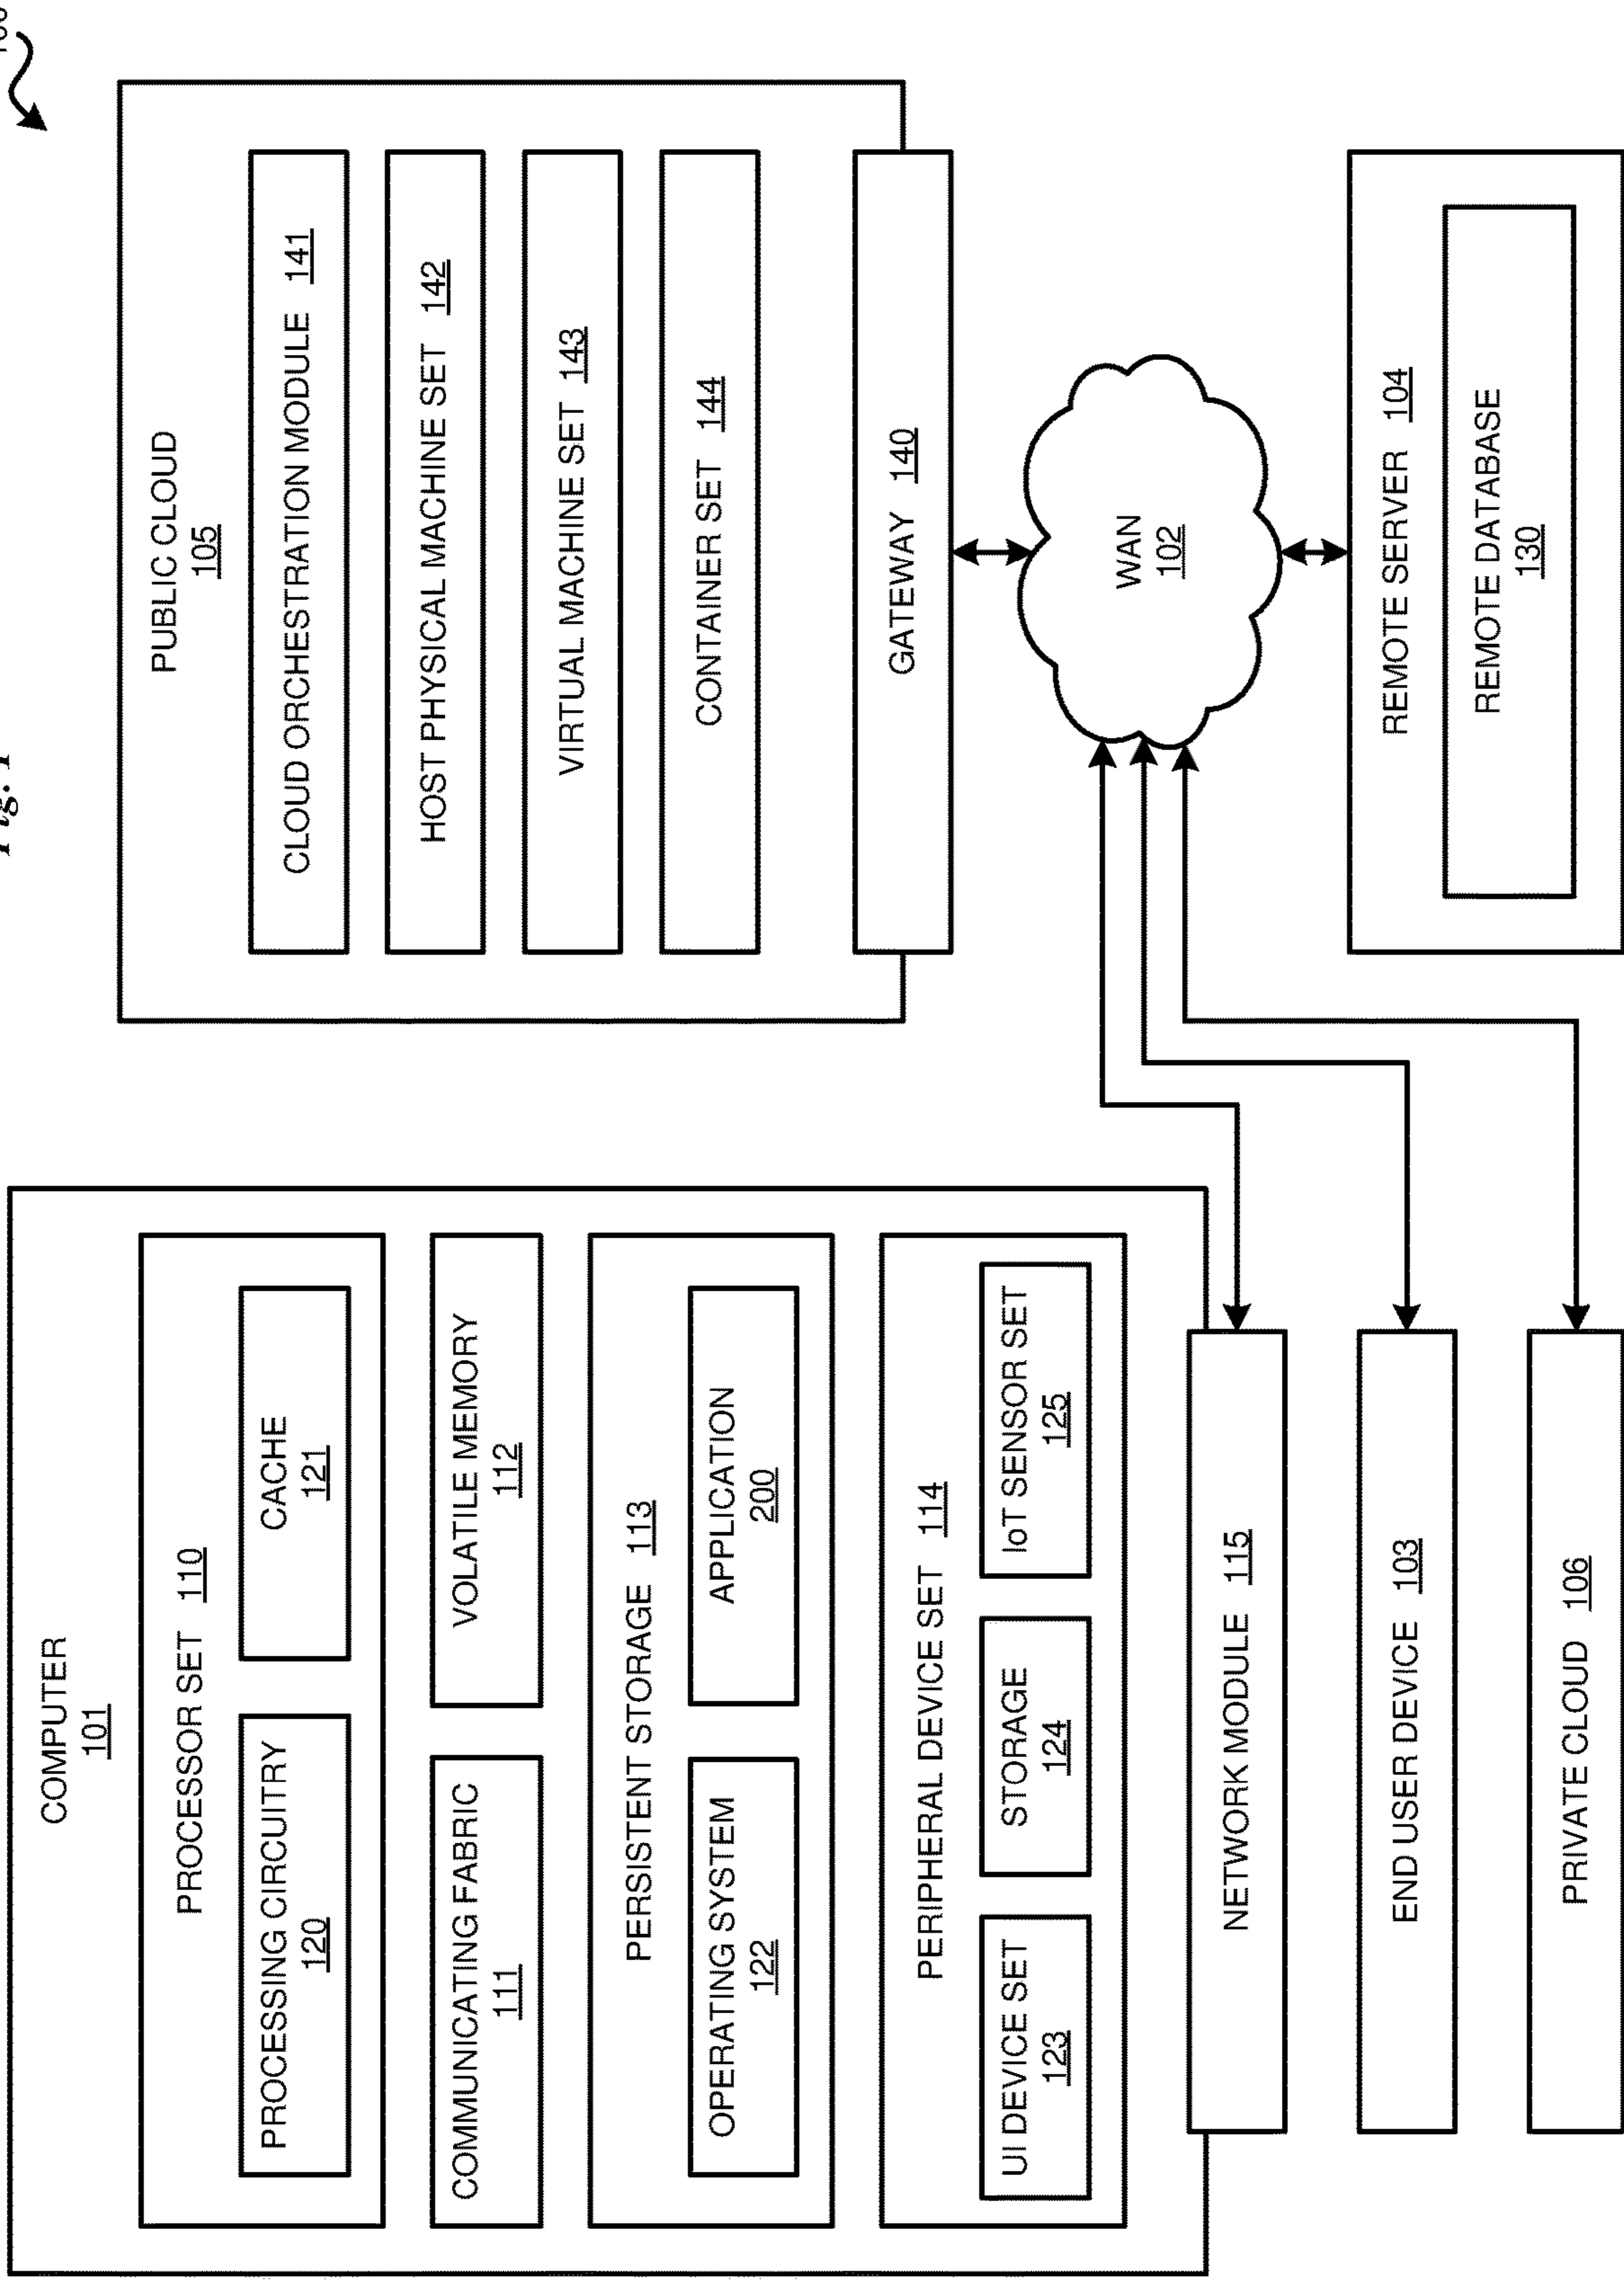 Fig. 1
100
COMPUTER
101
PROCESSOR SET 110
PROCESSING CIRCUITRY
120
CACHE
121
COMMUNICATING FABRIC
111
VOLATILE MEMORY
112
PERSISTENT STORAGE 113
OPERATING SYSTEM
122
APPLICATION
200
PERIPHERAL DEVICE SET 114
UI DEVICE SET
123
STORAGE
124
IoT SENSOR SET
125
NETWORK MODULE 115
END USER DEVICE 103
PRIVATE CLOUD 106
PUBLIC CLOUD
105
CLOUD ORCHESTRATION MODULE 141
HOST PHYSICAL MACHINE SET 142
VIRTUAL MACHINE SET 143
CONTAINER SET 144
GATEWAY 140
WAN
102
REMOTE SERVER 104
REMOTE DATABASE
130